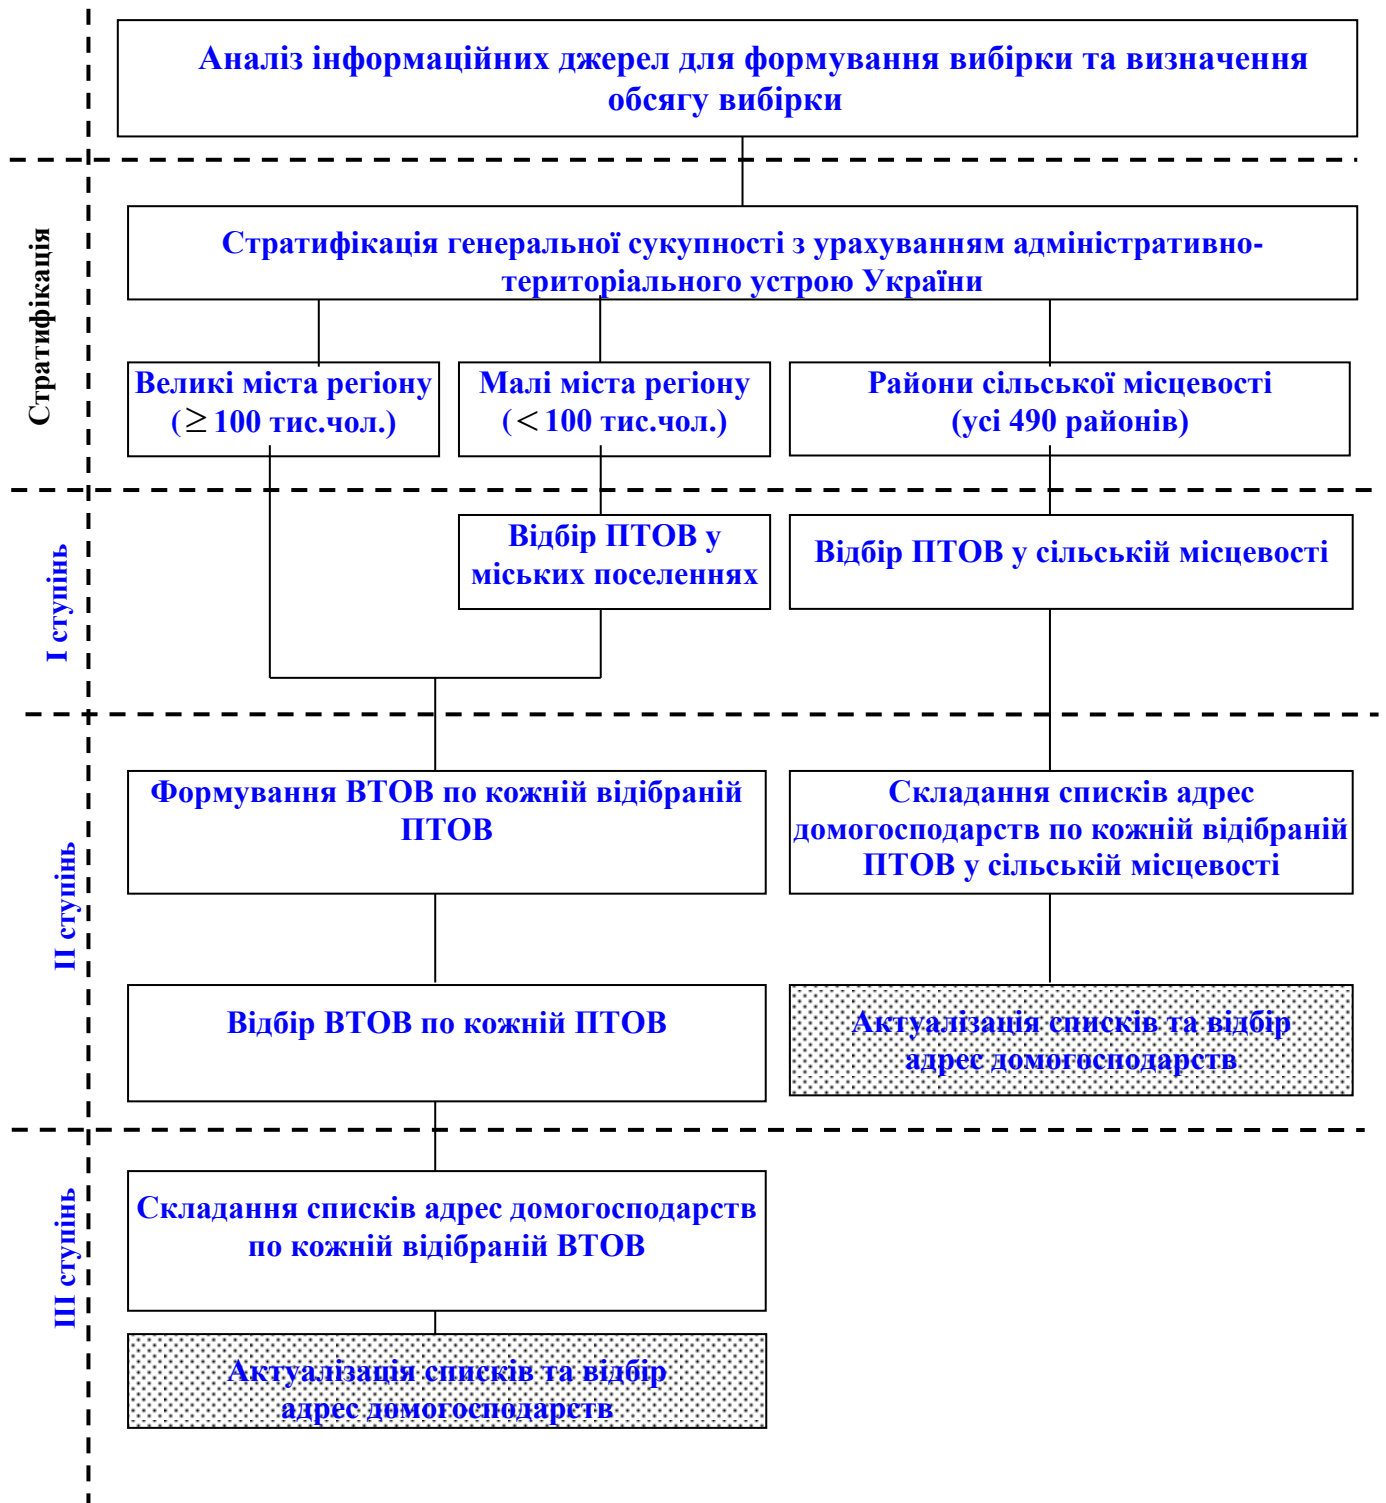 Аналіз інформаційних джерел для формування вибірки та визначення
обсягу вибірки
Стратифікація
Стратифікація генеральної сукупності з урахуванням адміністративно-
територіального устрою України
Великі міста регіону
(≥ 100 тис.чол.)
Малі міста регіону
(< 100 тис.чол.)
Райони сільської місцевості
(усі 490 районів)
І ступінь
Відбір ПТОВ у
міських поселеннях
Відбір ПТОВ у сільській місцевості
ІІ ступінь
Формування ВТОВ по кожній відібраній
ПТОВ
Складання списків адрес
домогосподарств по кожній відібраній
ПТОВ у сільській місцевості
Відбір ВТОВ по кожній ПТОВ
Актуалізація списків та відбір
адрес домогосподарств
ІІІ ступінь
Складання списків адрес домогосподарств
по кожній відібраній ВТОВ
Актуалізація списків та відбір
адрес домогосподарств